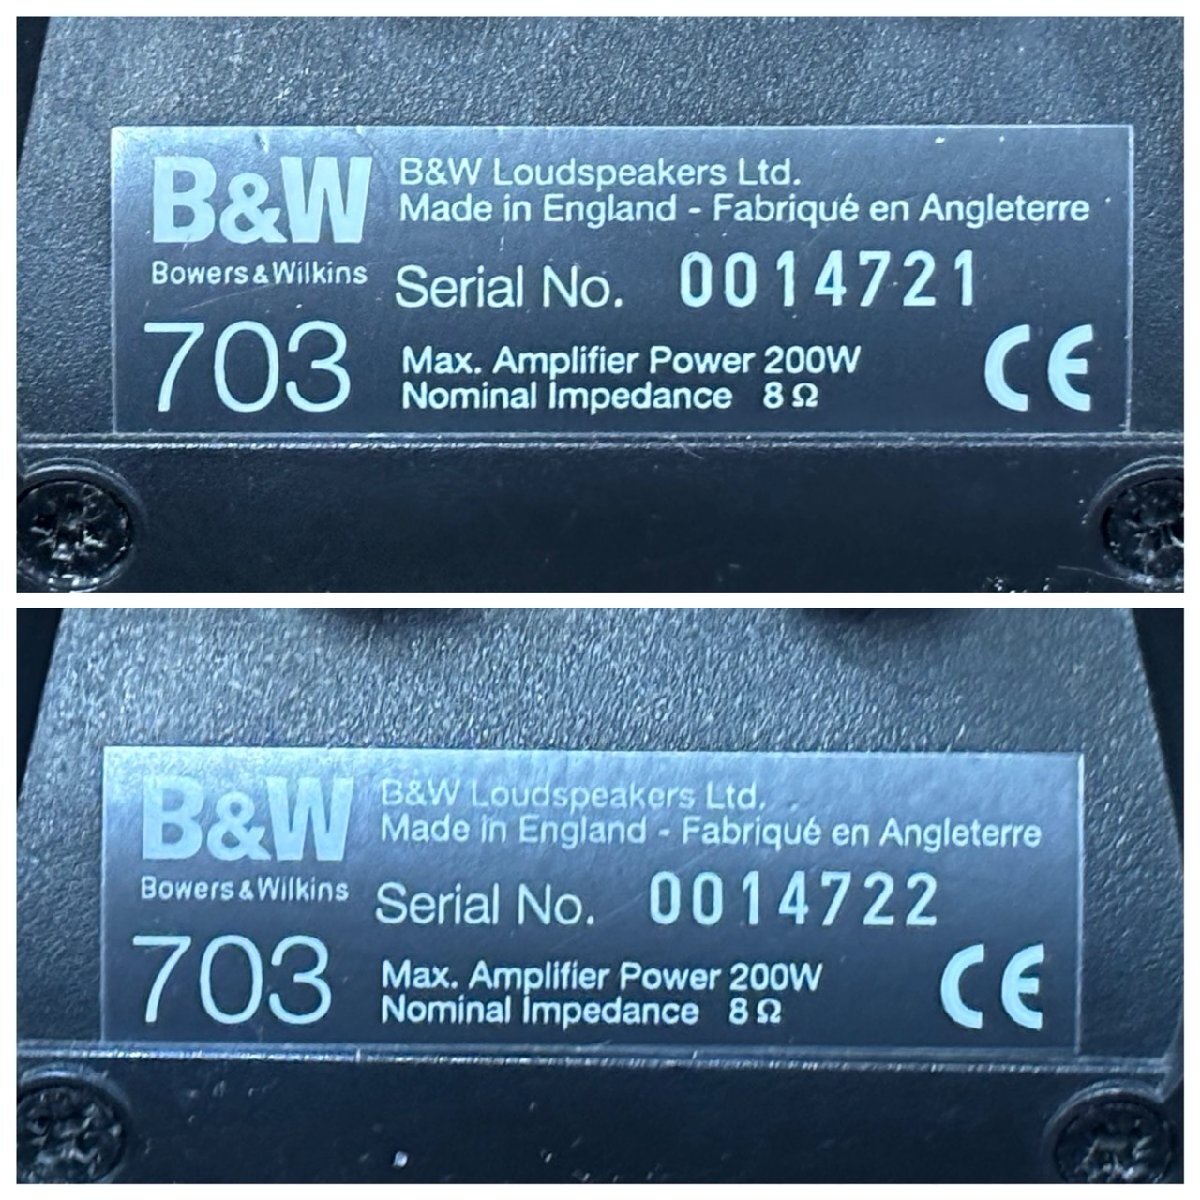 B&W
Bowers & Wilkins
703
B&W Loudspeakers Ltd.
Made in England - Fabriqué en Angleterre
Serial No. 0014721
Max. Amplifier Power 200W
Nominal Impedance 8 Ω
CE
B&W
Bowers & Wilkins
703
B&W Loudspeakers Ltd.
Made in England - Fabriqué en Angleterre
Serial No. 0014722
Max. Amplifier Power 200W
Nominal Impedance 8 Ω
CE